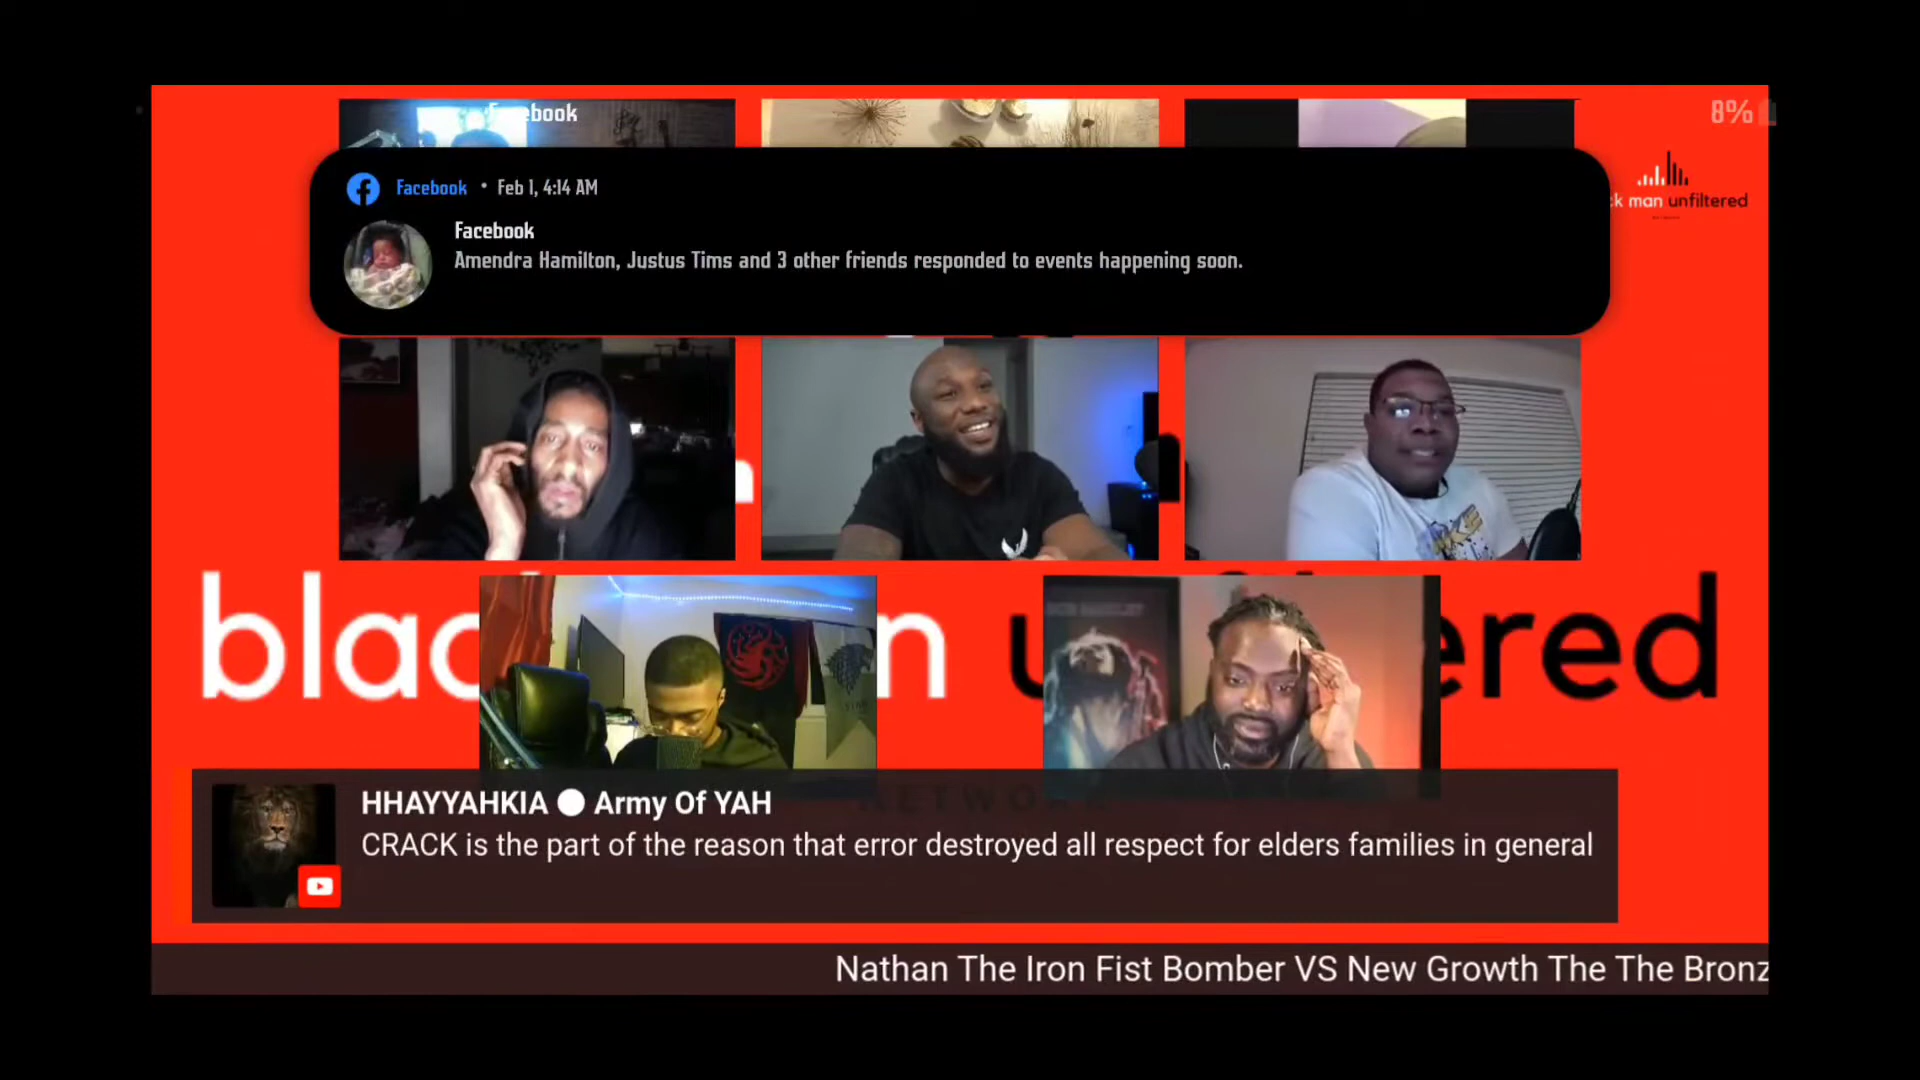 Facebook
8%
Facebook • Feb 1, 4:14 AM
Facebook
Amendra Hamilton, Justus Tims and 3 other friends responded to events happening soon.
ck man unfiltered
blac n u ered
NETWO
HHAYYAHKIA ⚪ Army Of YAH
CRACK is the part of the reason that error destroyed all respect for elders families in general
Nathan The Iron Fist Bomber VS New Growth The The Bronz